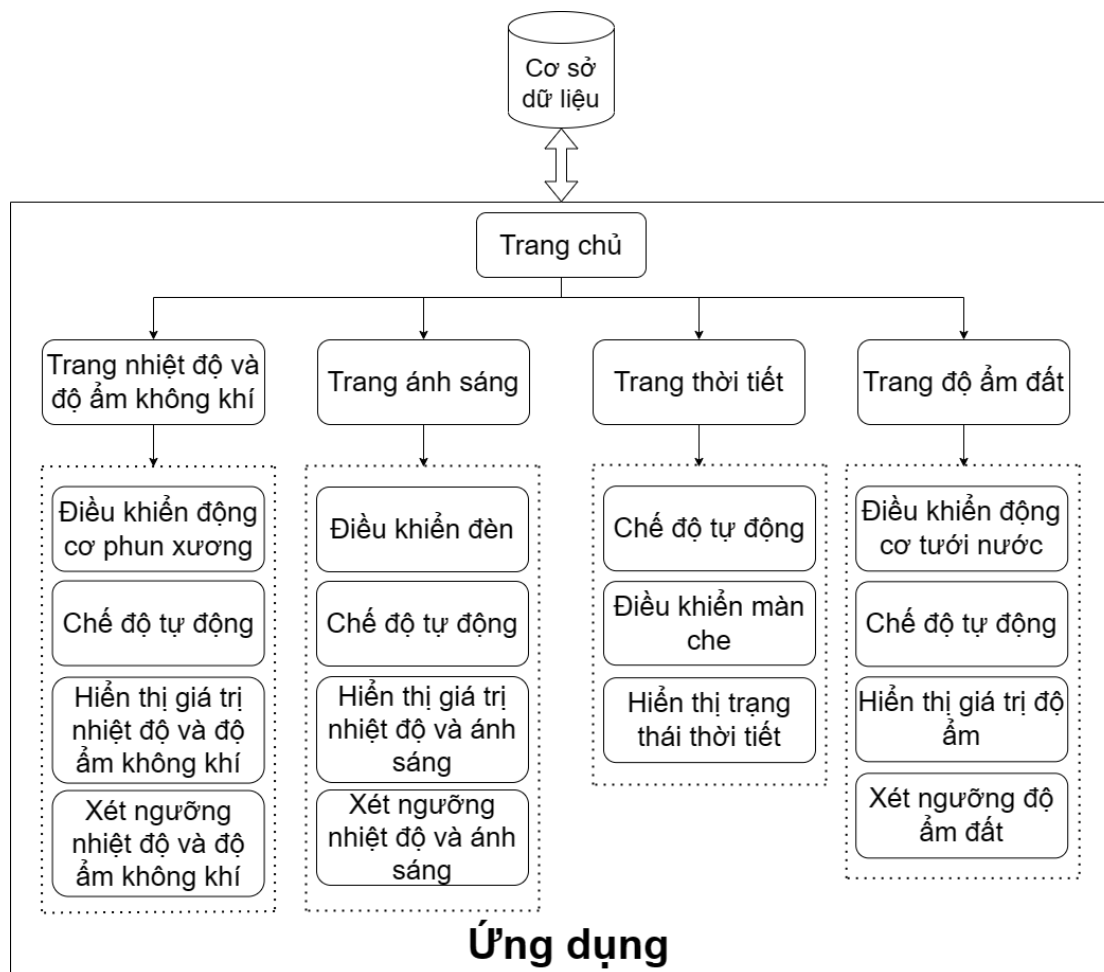 Cơ sở
dữ liệu
Trang chủ
Trang nhiệt độ và
độ ẩm không khí
Trang ánh sáng
Trang thời tiết
Trang độ ẩm đất
Điều khiển động
cơ phun xương
Chế độ tự động
Hiển thị giá trị
nhiệt độ và độ
ẩm không khí
Xét ngưỡng
nhiệt độ và độ
ẩm không khí
Điều khiển đèn
Chế độ tự động
Hiển thị giá trị
nhiệt độ và ánh
sáng
Xét ngưỡng
nhiệt độ và ánh
sáng
Chế độ tự động
Điều khiển màn
che
Hiển thị trạng
thái thời tiết
Điều khiển động
cơ tưới nước
Chế độ tự động
Hiển thị giá trị độ
ẩm
Xét ngưỡng độ
ẩm đất
Ứng dụng